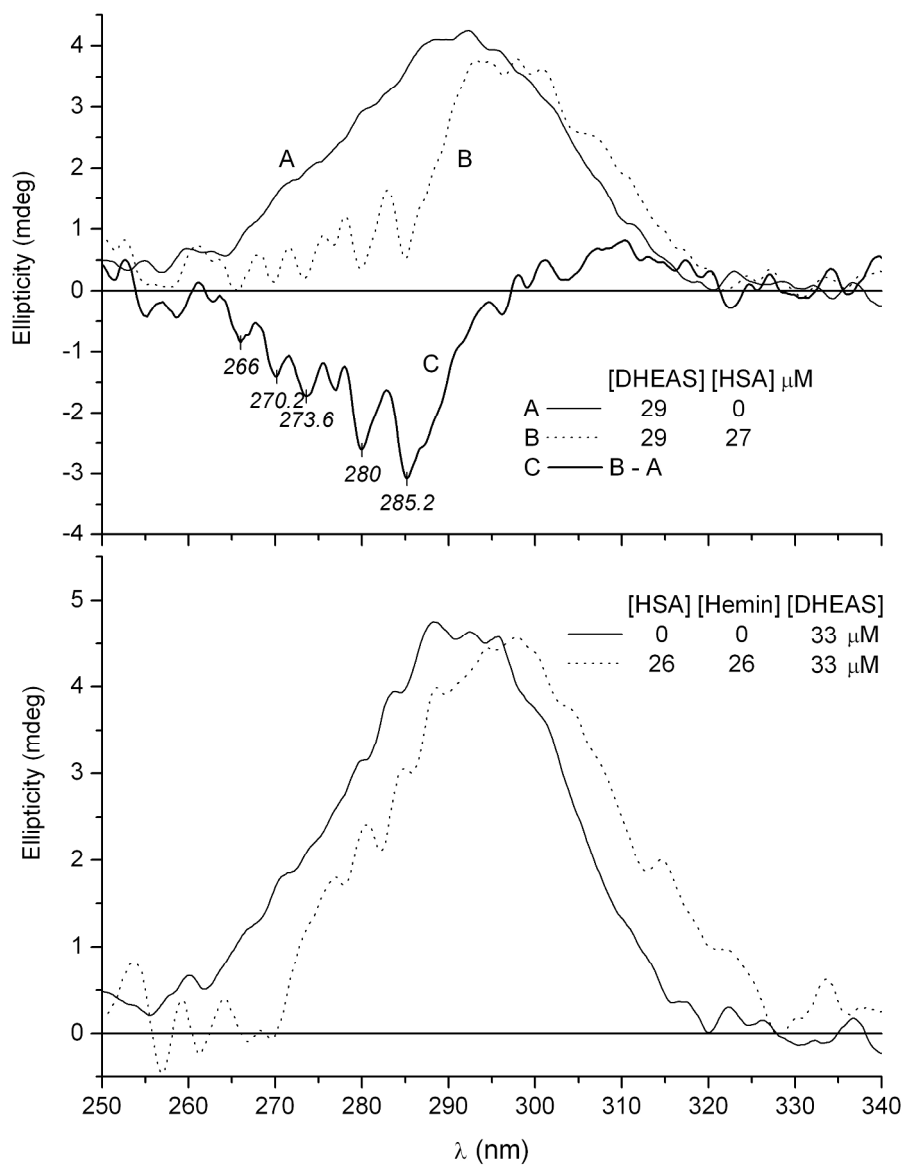 4
3
2
1
0
-1
-2
-3
-4
Ellipticity (mdeg)
A
B
C
266
270.2
273.6
280
285.2
[DHEAS] [HSA] μM
A 29 0
B 29 27
C B - A
5
4
3
2
1
0
Ellipticity (mdeg)
[HSA] [Hemin] [DHEAS]
0 0 33 μM
26 26 33 μM
250 260 270 280 290 300 310 320 330 340
λ (nm)